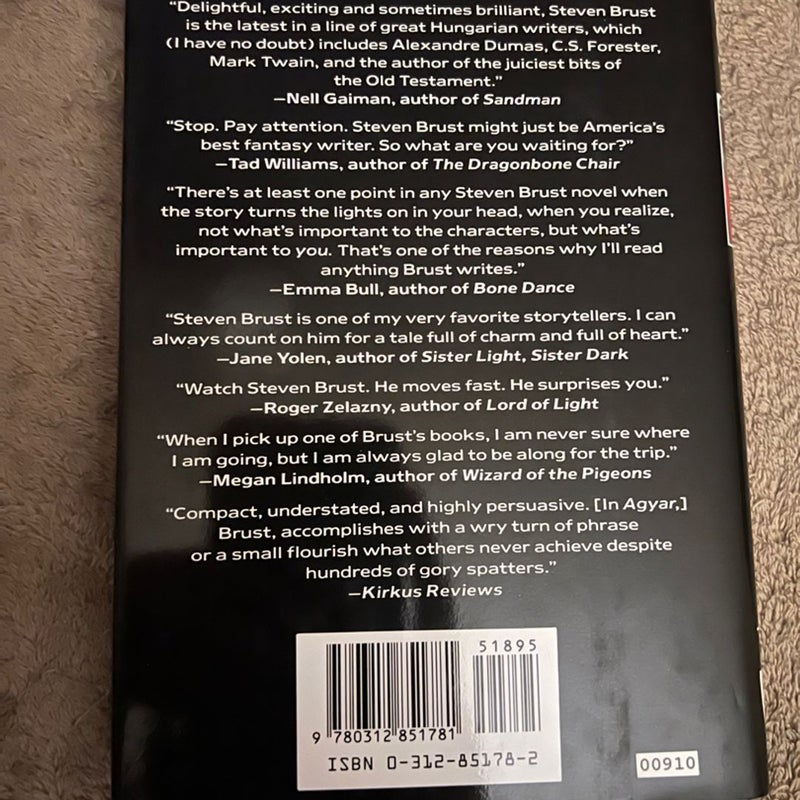 “Delightful, exciting and sometimes brilliant, Steven Brust
is the latest in a line of great Hungarian writers, which
(I have no doubt) includes Alexandre Dumas, C.S. Forester,
Mark Twain, and the author of the juiciest bits of
the Old Testament.”
—Nell Gaiman, author of Sandman
“Stop. Pay attention. Steven Brust might just be America’s
best fantasy writer. So what are you waiting for?”
—Tad Williams, author of The Dragonbone Chair
“There’s at least one point in any Steven Brust novel when
the story turns the lights on in your head, when you realize,
not what’s important to the characters, but what’s
important to you. That’s one of the reasons why I’ll read
anything Brust writes.”
—Emma Bull, author of Bone Dance
“Steven Brust is one of my very favorite storytellers. I can
always count on him for a tale full of charm and full of heart.”
—Jane Yolen, author of Sister Light, Sister Dark
“Watch Steven Brust. He moves fast. He surprises you.”
—Roger Zelazny, author of Lord of Light
“When I pick up one of Brust’s books, I am never sure where
I am going, but I am always glad to be along for the trip.”
—Megan Lindholm, author of Wizard of the Pigeons
“Compact, understated, and highly persuasive. [In Agyar,]
Brust, accomplishes with a wry turn of phrase
or a small flourish what others never achieve despite
hundreds of gory spatters.”
—Kirkus Reviews
51895
9 780312 851781
ISBN 0-312-85178-2
00910